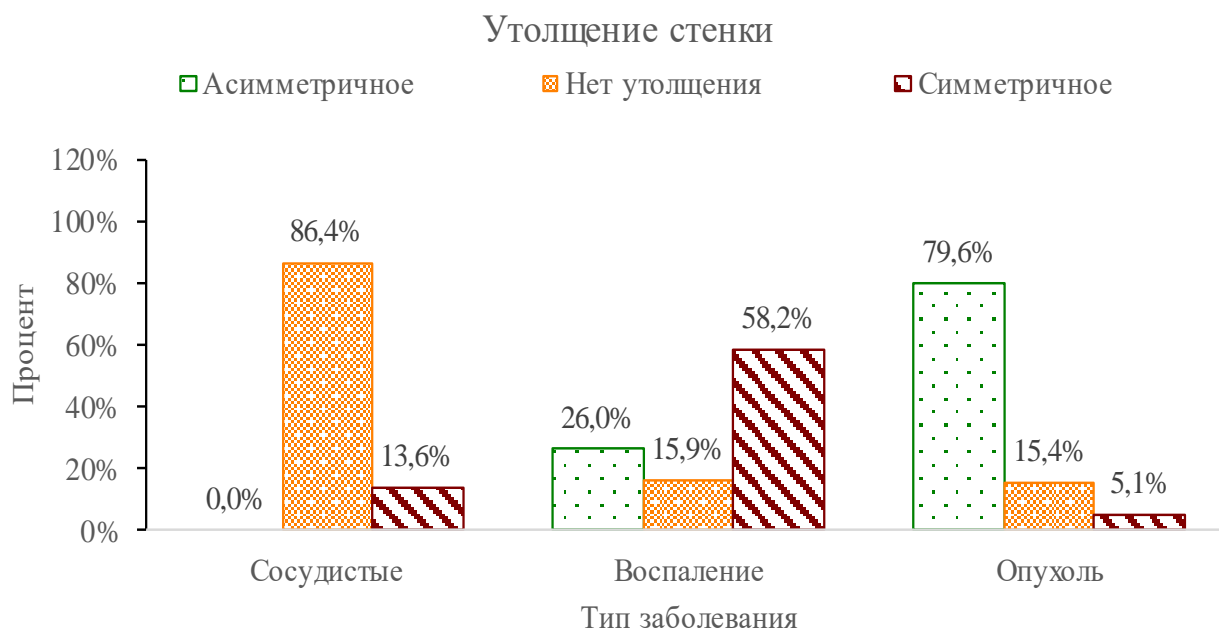 Утолщение стенки
Асимметричное Нет утолщения Симметричное
120%
100%
80%
60%
40%
20%
0%
Процент
0,0% 86,4% 13,6%
26,0% 15,9% 58,2%
79,6% 15,4% 5,1%
Сосудистые Воспаление Опухоль
Тип заболевания